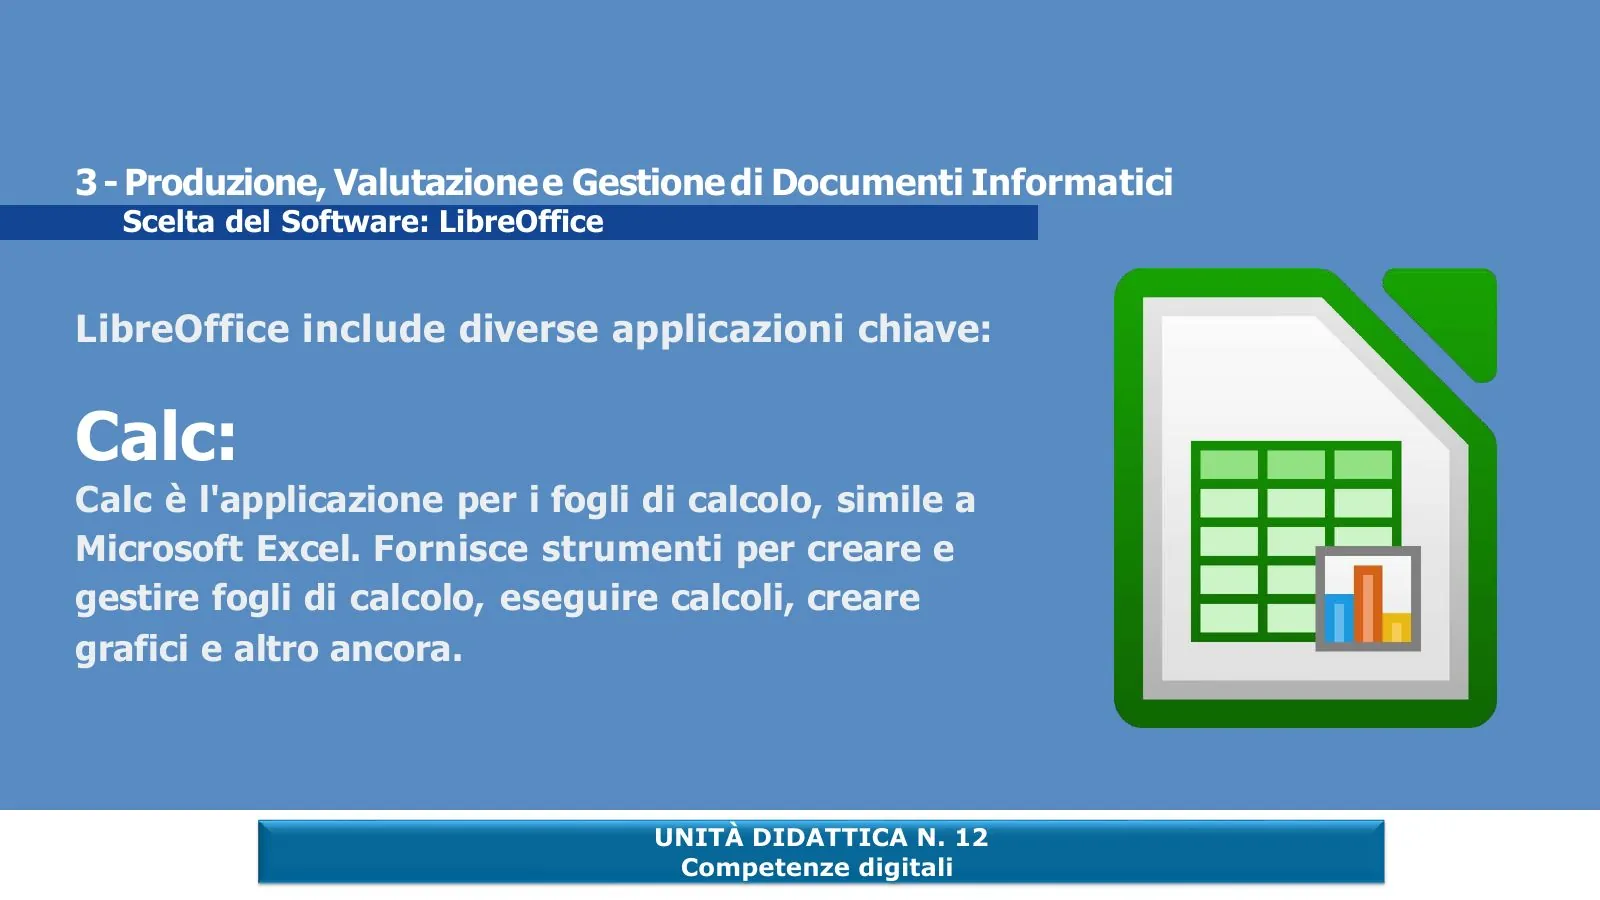 3 - Produzione, Valutazione e Gestione di Documenti Informatici
Scelta del Software: LibreOffice
LibreOffice include diverse applicazioni chiave:
Calc:
Calc è l'applicazione per i fogli di calcolo, simile a
Microsoft Excel. Fornisce strumenti per creare e
gestire fogli di calcolo, eseguire calcoli, creare
grafici e altro ancora.
UNITÀ DIDATTICA N. 12
Competenze digitali